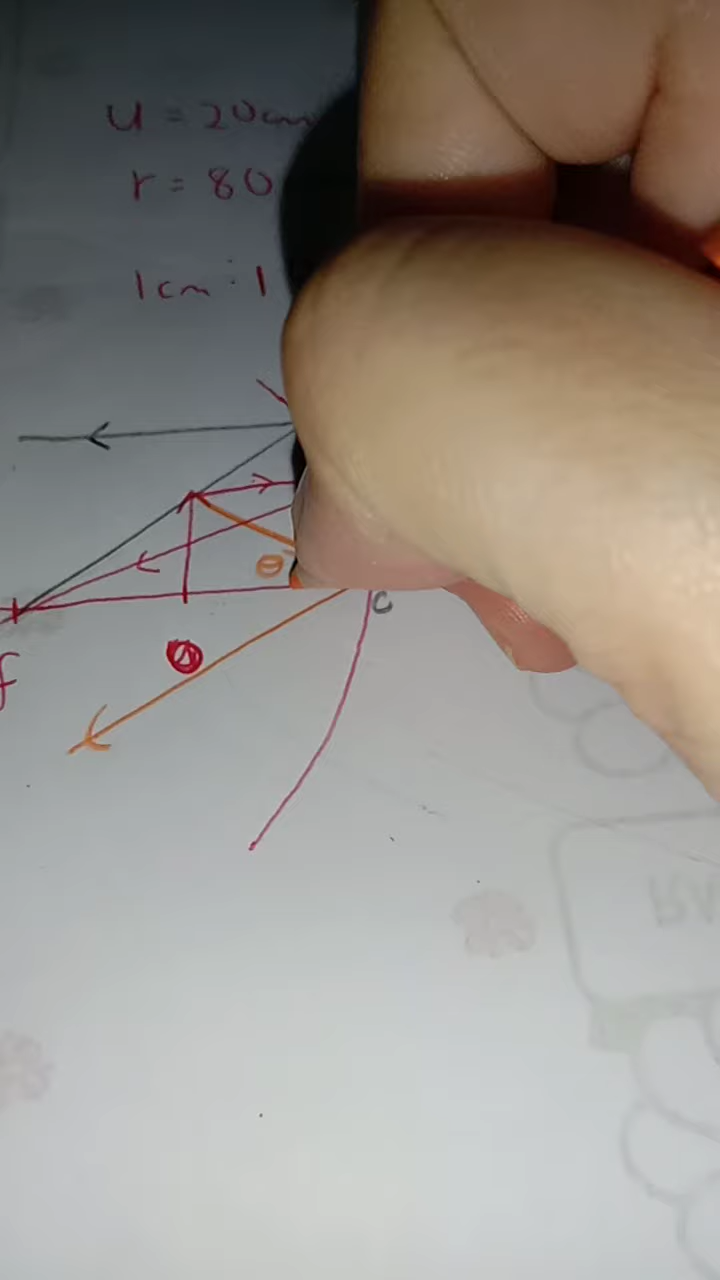 u = 20cm
r = 80
1cm : 1
θ
c
f